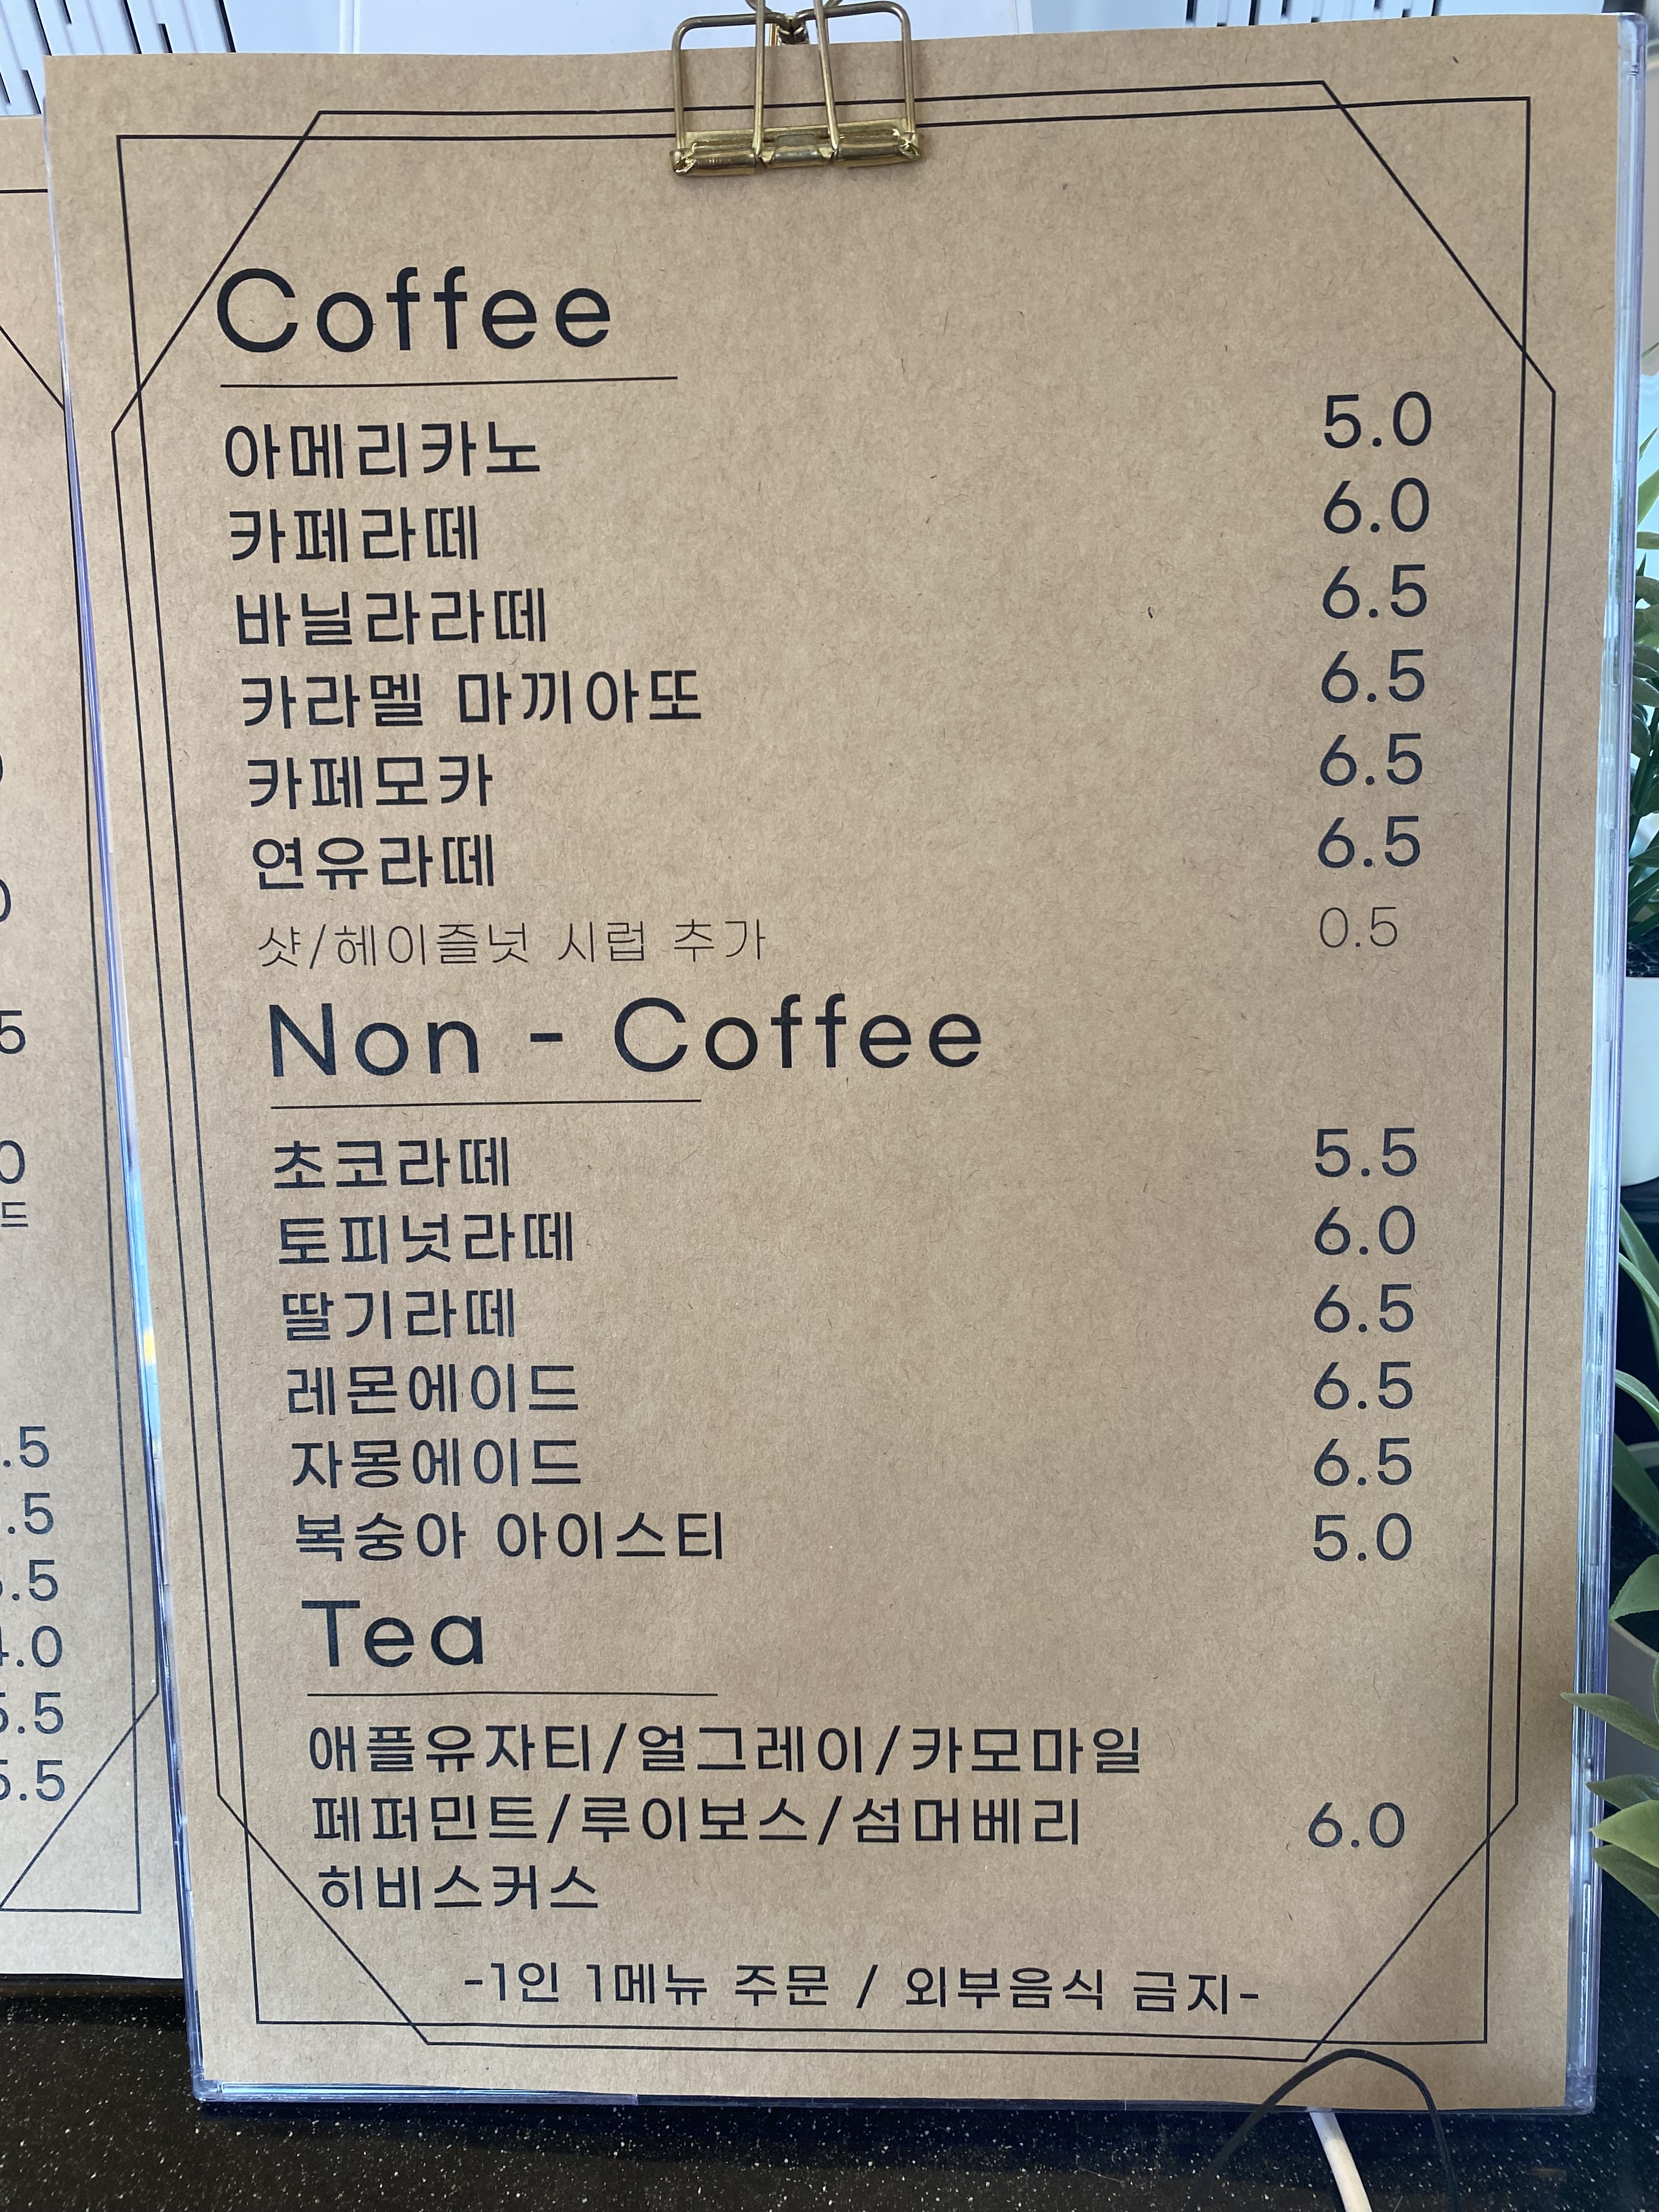 Coffee
아메리카노 5.0
카페라떼 6.0
바닐라라떼 6.5
카라멜 마끼아또 6.5
카페모카 6.5
연유라떼 6.5
샷/헤이즐넛 시럽 추가 0.5
Non - Coffee
초코라떼 5.5
토피넛라떼 6.0
딸기라떼 6.5
레몬에이드 6.5
자몽에이드 6.5
복숭아 아이스티 5.0
Tea
애플유자티/얼그레이/카모마일
페퍼민트/루이보스/섬머베리 6.0
히비스커스
-1인 1메뉴 주문 / 외부음식 금지-